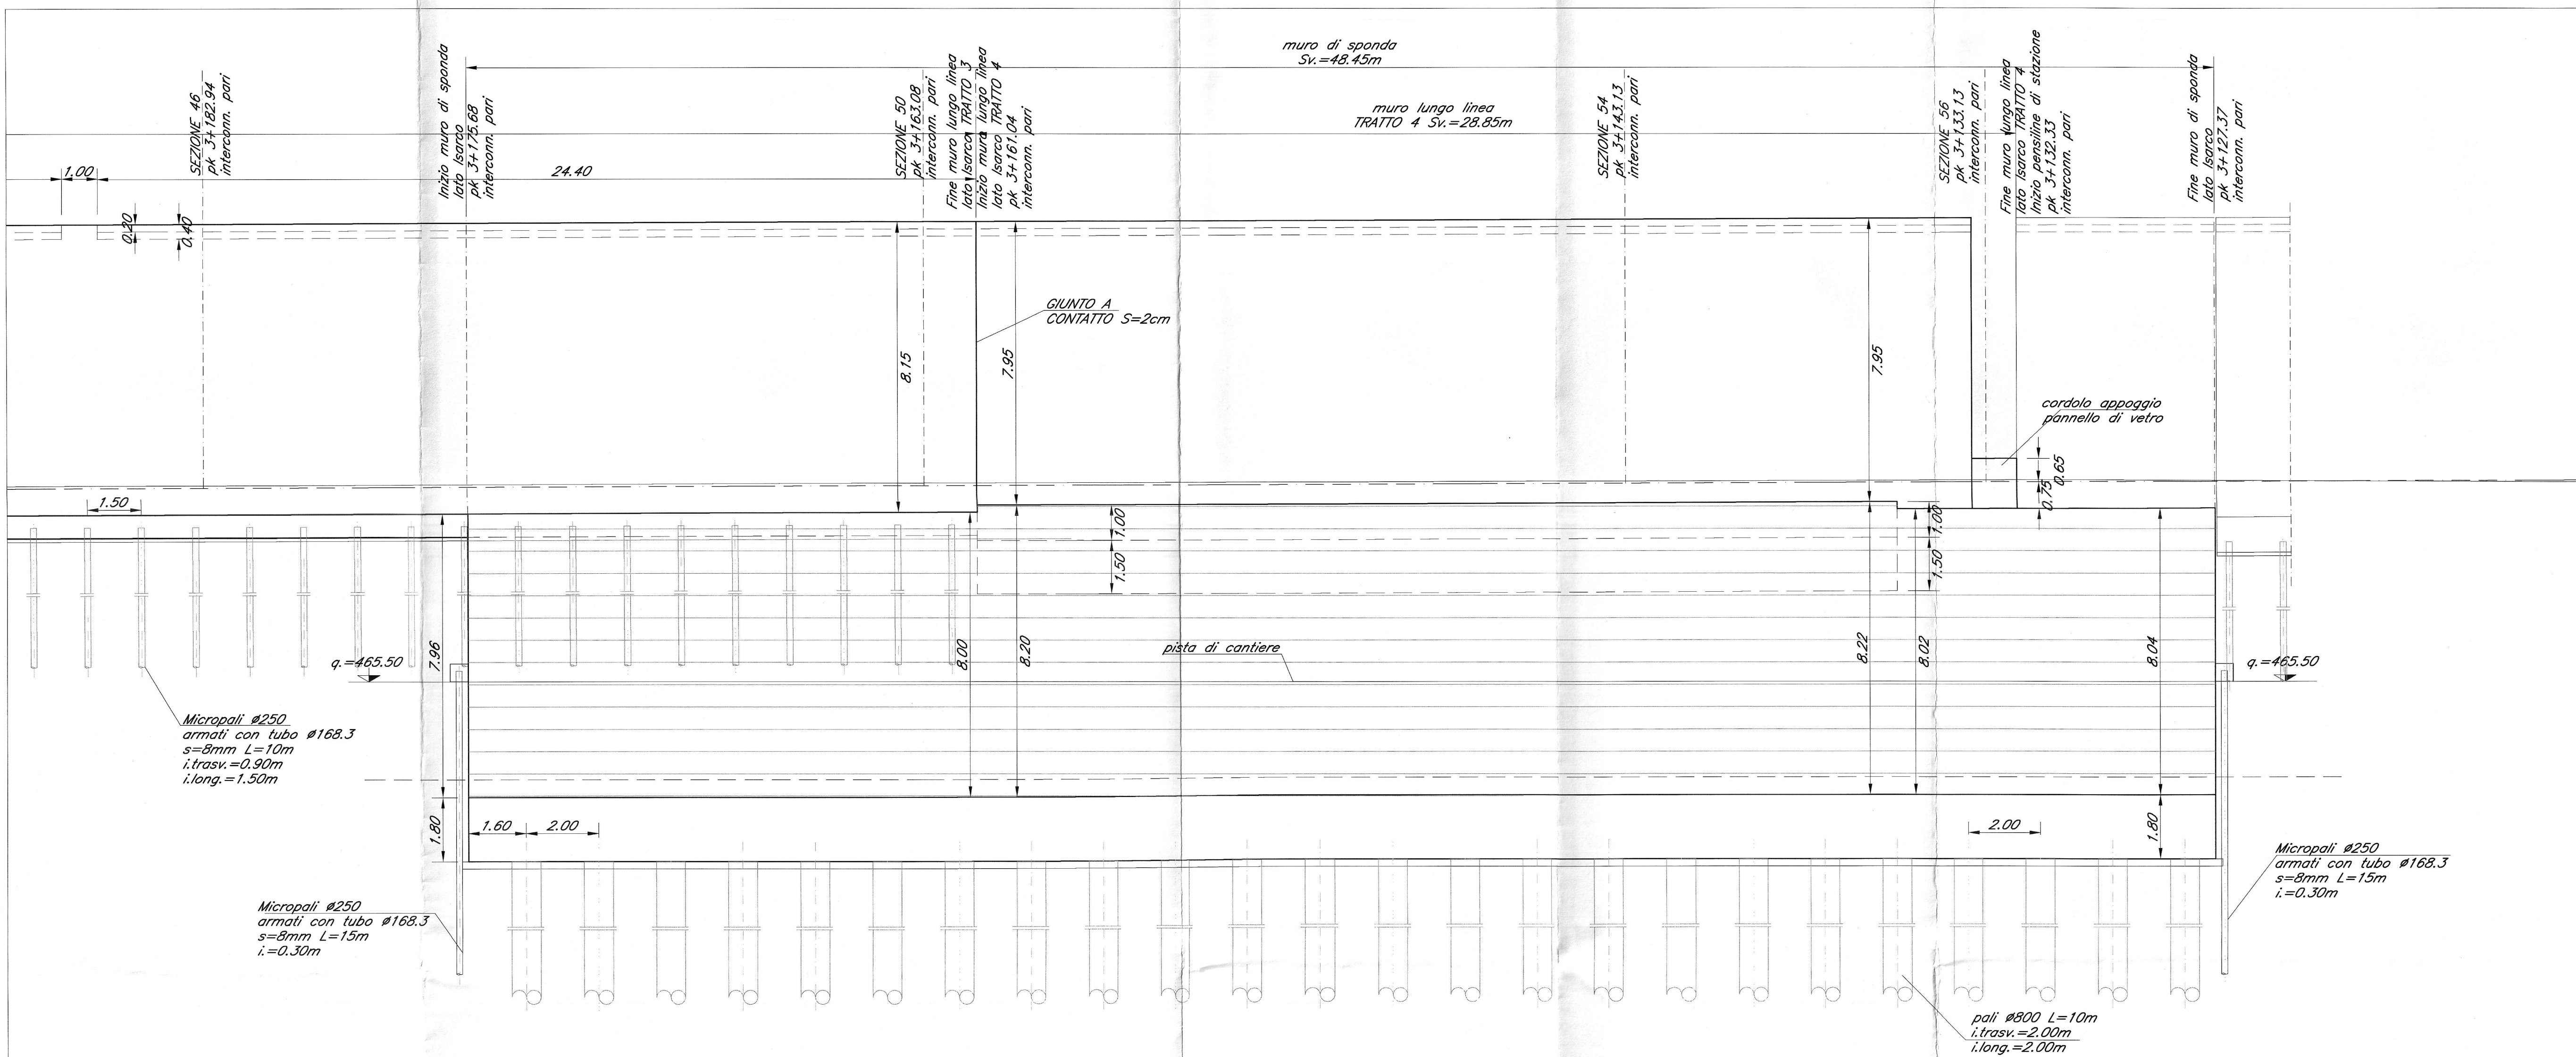 muro di sponda
Sv.=48.45m
muro lungo linea
TRATTO 4 Sv.=28.85m
SEZIONE 46
pk 3+182.94
interconn. pari
Inizio muro di sponda
lato Isarco
pk 3+175.68
interconn. pari
SEZIONE 50
pk 3+163.08
interconn. pari
Fine muro lungo linea
lato Isarco TRATTO 3
Inizio muro lungo linea
lato Isarco TRATTO 4
pk 3+161.04
interconn. pari
SEZIONE 54
pk 3+143.13
interconn. pari
SEZIONE 56
pk 3+133.13
interconn. pari
Fine muro lungo linea
lato Isarco TRATTO 4
Inizio pensiline di stazione
pk 3+132.33
interconn. pari
Fine muro di sponda
lato Isarco
pk 3+127.37
interconn. pari
1.00
24.40
0.20
0.40
GIUNTO A
CONTATTO S=2cm
8.15
7.95
7.95
cordolo appoggio
pannello di vetro
0.65
0.75
1.50
1.00
1.50
1.00
1.50
7.96
q.=465.50
8.00
8.20
pista di cantiere
8.22
8.02
8.04
q.=465.50
Micropali ø250
armati con tubo ø168.3
s=8mm L=10m
i.trasv.=0.90m
i.long.=1.50m
1.80
1.60
2.00
2.00
1.80
Micropali ø250
armati con tubo ø168.3
s=8mm L=15m
i.=0.30m
Micropali ø250
armati con tubo ø168.3
s=8mm L=15m
i.=0.30m
pali ø800 L=10m
i.trasv.=2.00m
i.long.=2.00m